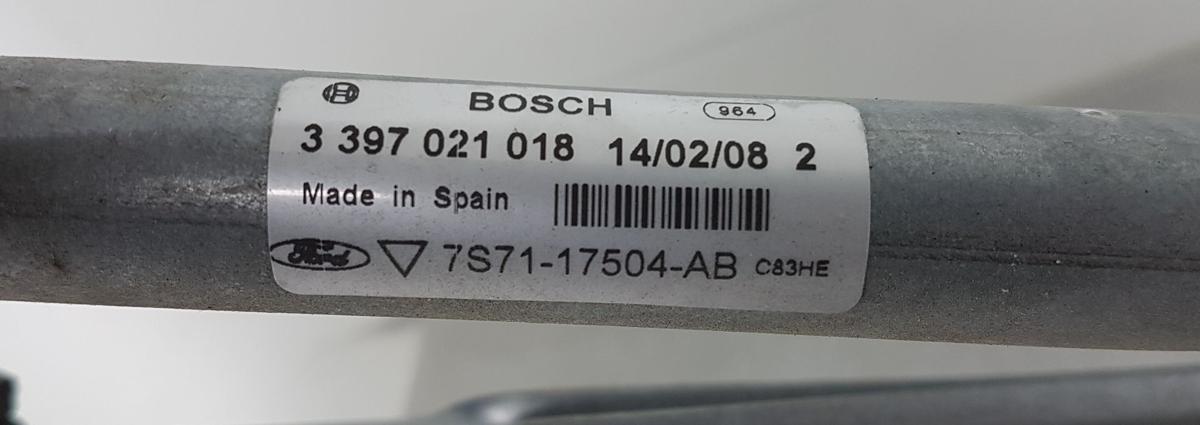 BOSCH 964
3 397 021 018 14/02/08 2
Made in Spain
Ford 7S71-17504-AB C83HE